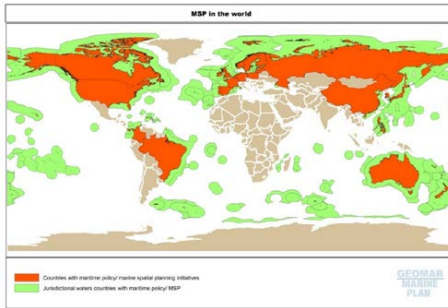 MSP in the world
Countries with maritime policy/ marine spatial planning initiatives
Jurisdictional waters countries with maritime policy/ MSP
GEOMAR
MARINE
PLAN